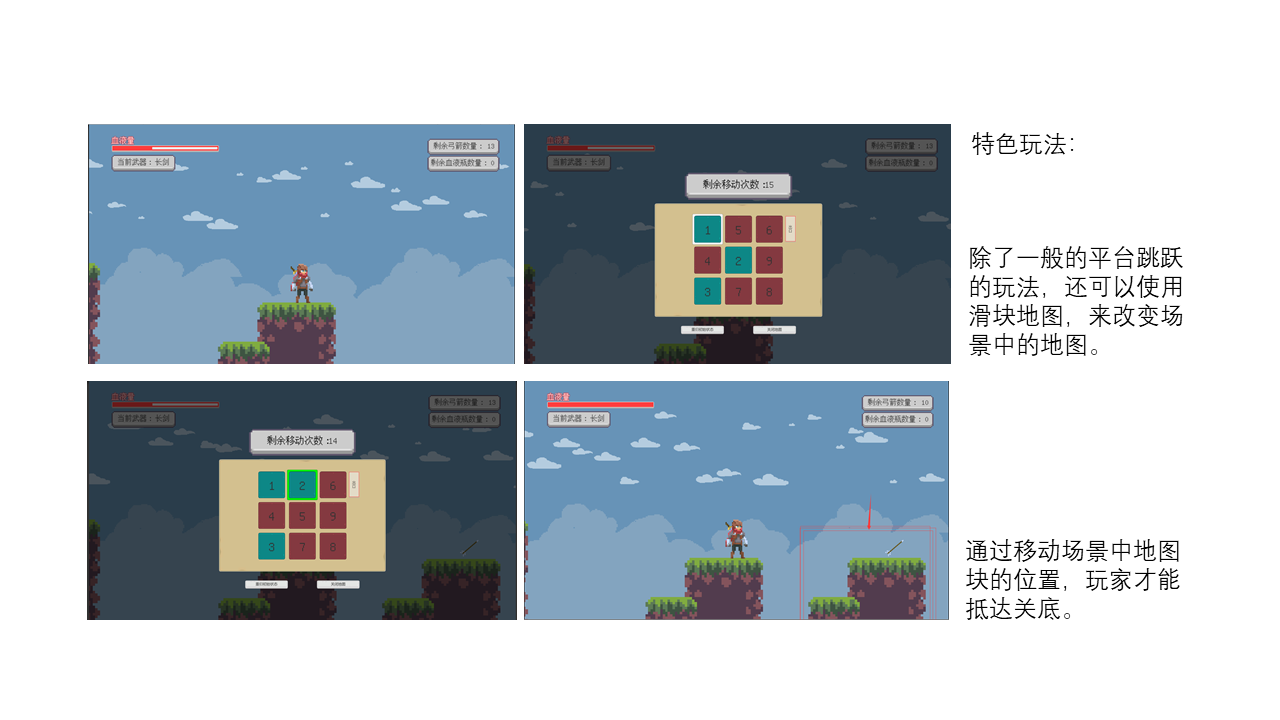 血液量
当前武器：长剑
剩余弓箭数量： 13
剩余血液瓶数量： 0
血液量
当前武器：长剑
剩余弓箭数量： 13
剩余血液瓶数量： 0
剩余移动次数 :15
1 5 6
4 2 9
3 7 8
特色玩法：
除了一般的平台跳跃
的玩法，还可以使用
滑块地图，来改变场
景中的地图。
血液量
当前武器：长剑
剩余弓箭数量： 13
剩余血液瓶数量： 0
剩余移动次数 :14
1 2 6
4 5 9
3 7 8
血液量
当前武器：长剑
剩余弓箭数量： 10
剩余血液瓶数量： 0
通过移动场景中地图
块的位置，玩家才能
抵达关底。